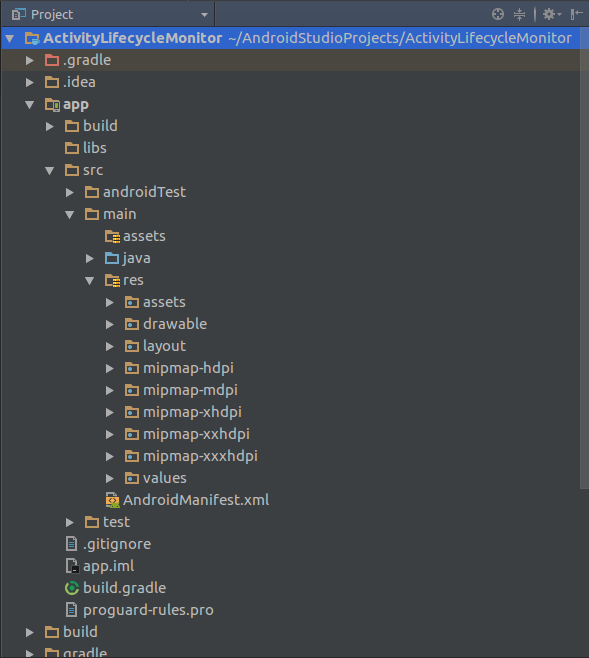 Project
ActivityLifecycleMonitor ~/AndroidStudioProjects/ActivityLifecycleMonitor
.gradle
.idea
app
build
libs
src
androidTest
main
assets
java
res
assets
drawable
layout
mipmap-hdpi
mipmap-mdpi
mipmap-xhdpi
mipmap-xxhdpi
mipmap-xxxhdpi
values
AndroidManifest.xml
test
.gitignore
app.iml
build.gradle
proguard-rules.pro
build
gradle